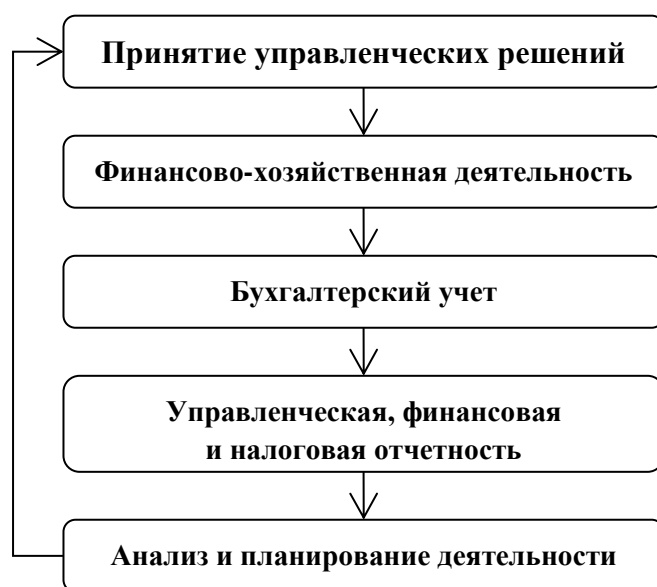 Принятие управленческих решений
Финансово-хозяйственная деятельность
Бухгалтерский учет
Управленческая, финансовая
и налоговая отчетность
Анализ и планирование деятельности